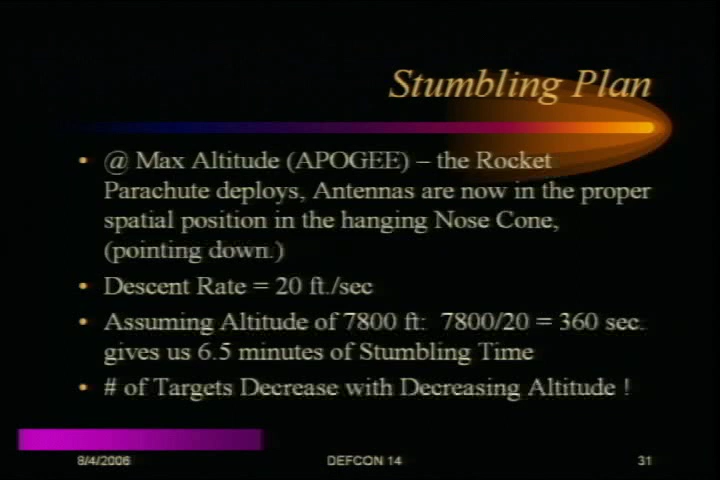 Stumbling Plan
• @ Max Altitude (APOGEE) – the Rocket
Parachute deploys, Antennas are now in the proper
spatial position in the hanging Nose Cone,
(pointing down.)
• Descent Rate = 20 ft./sec
• Assuming Altitude of 7800 ft: 7800/20 = 360 sec.
gives us 6.5 minutes of Stumbling Time
• # of Targets Decrease with Decreasing Altitude !
8/4/2006 DEFCON 14 31